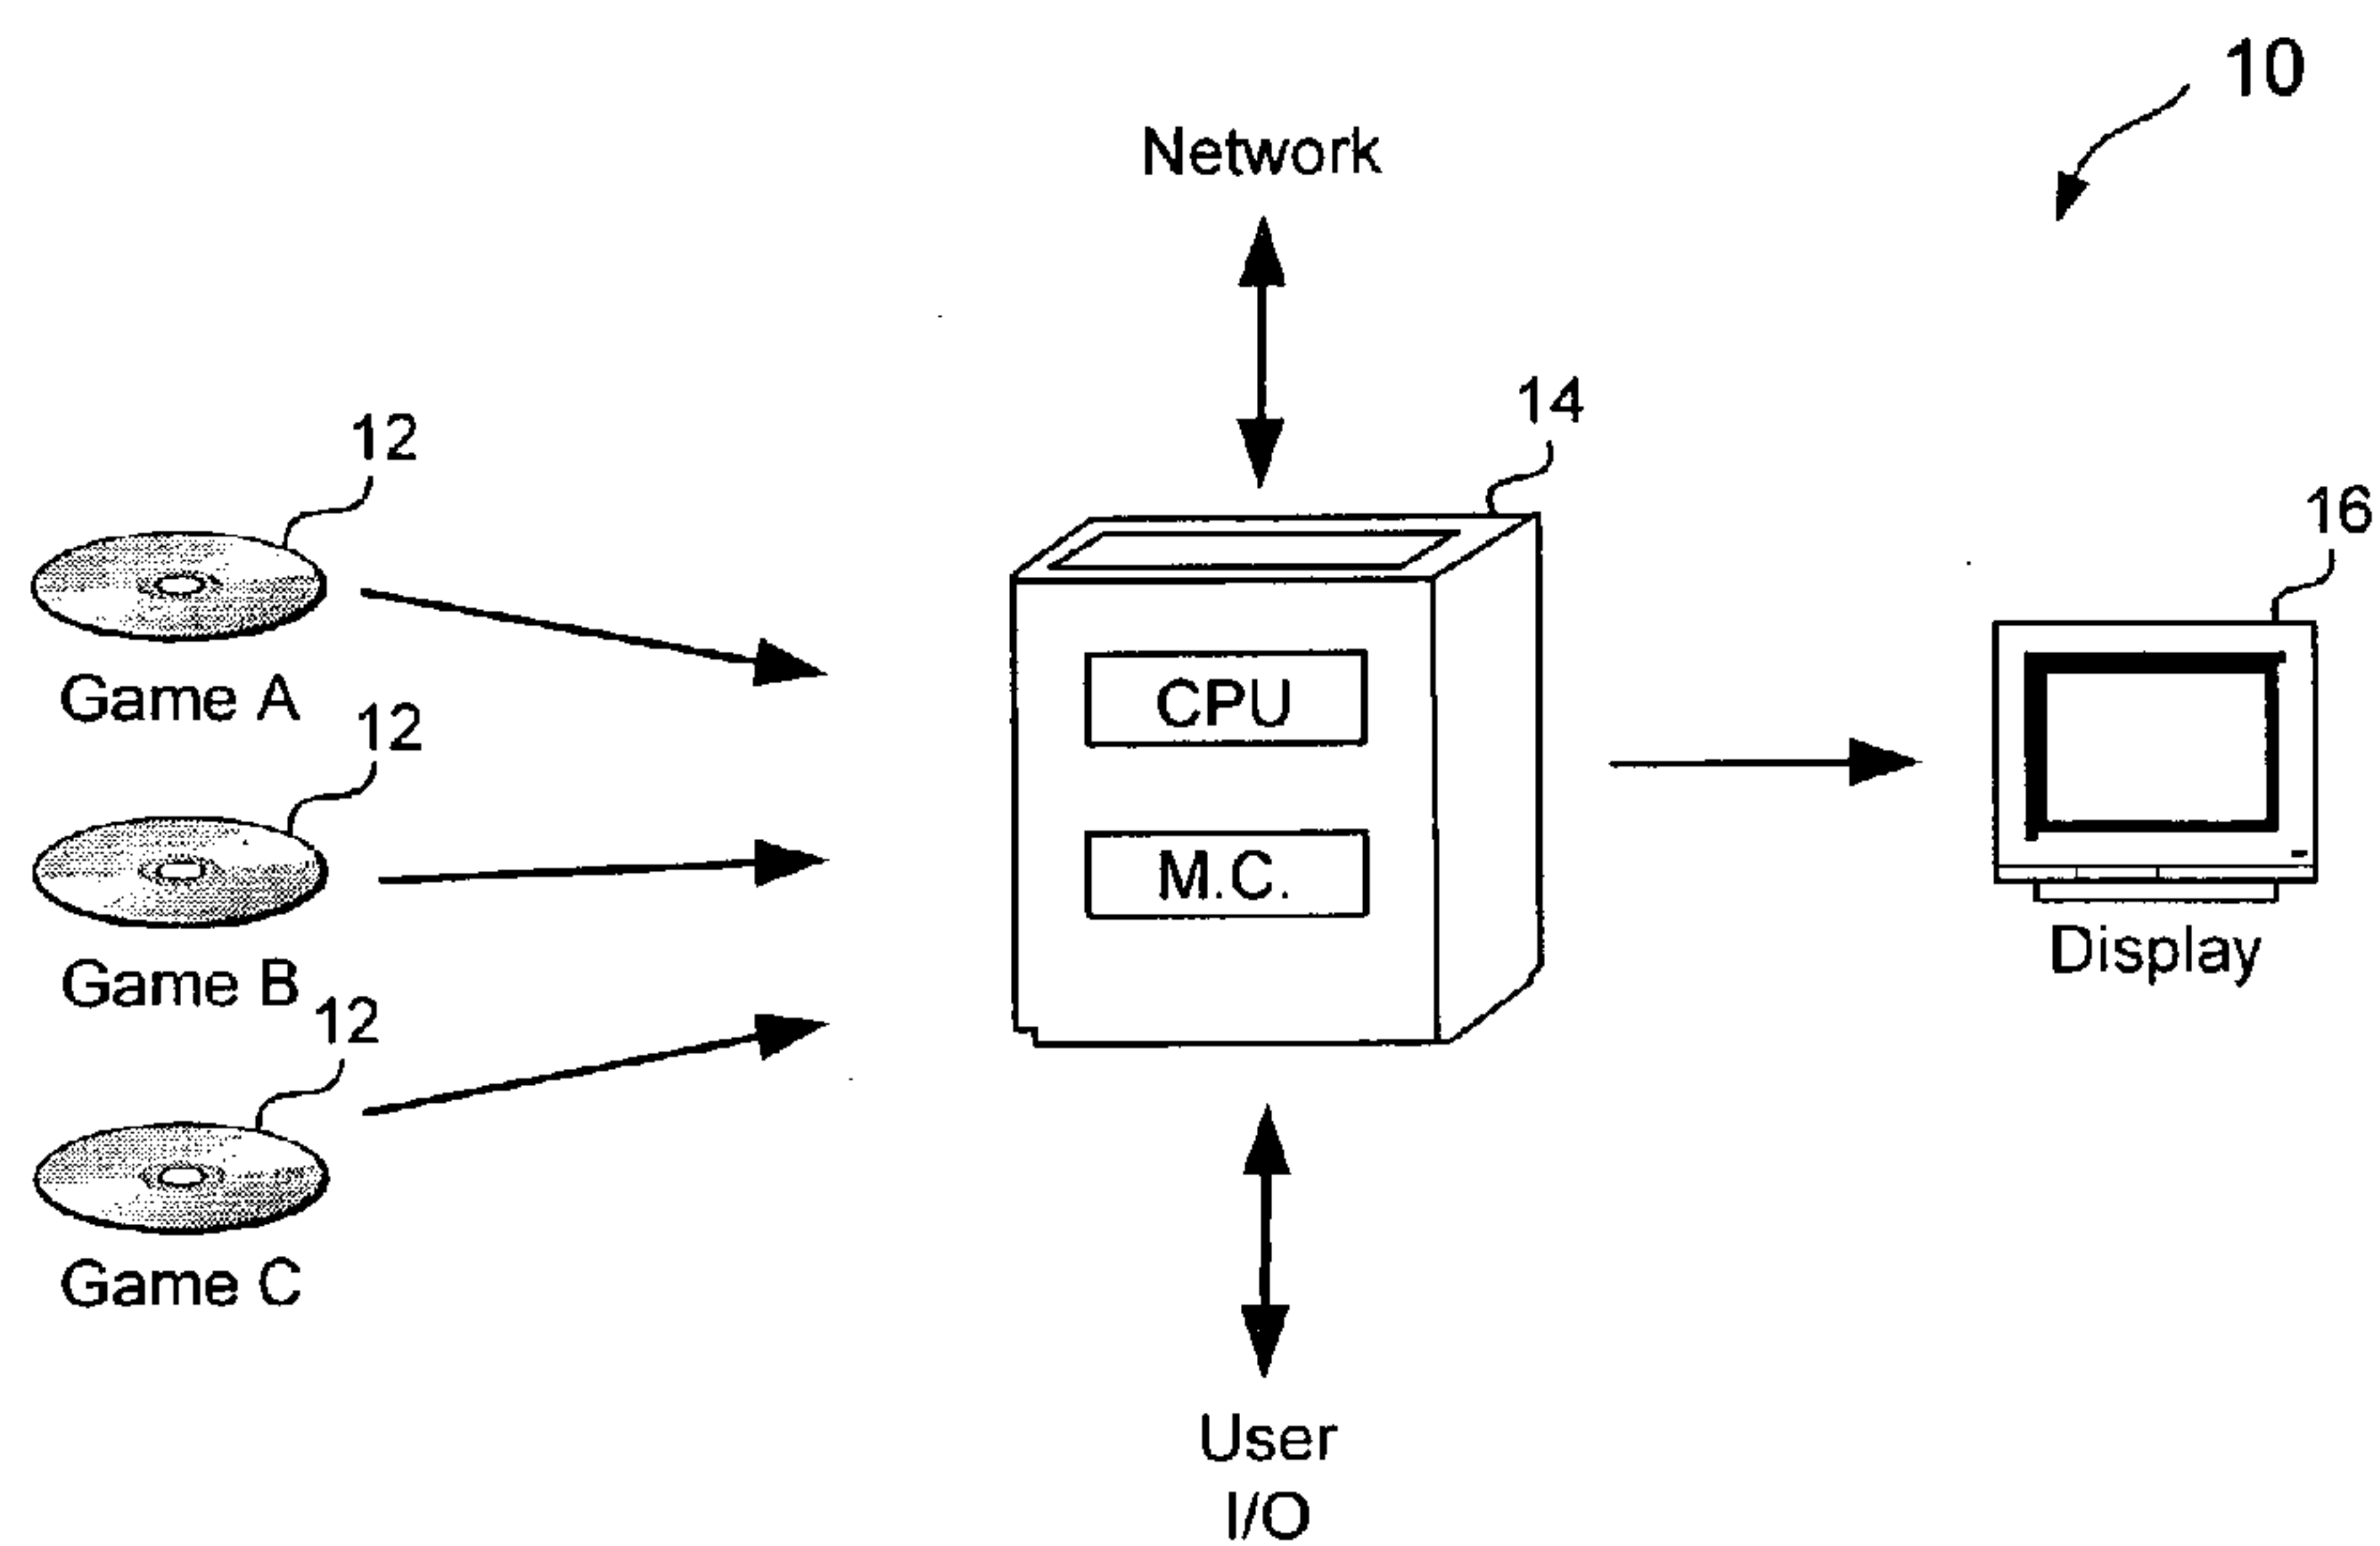 10
Network
14
12
16
Game A
CPU
12
M.C.
Display
Game B
12
Game C
User
I/O